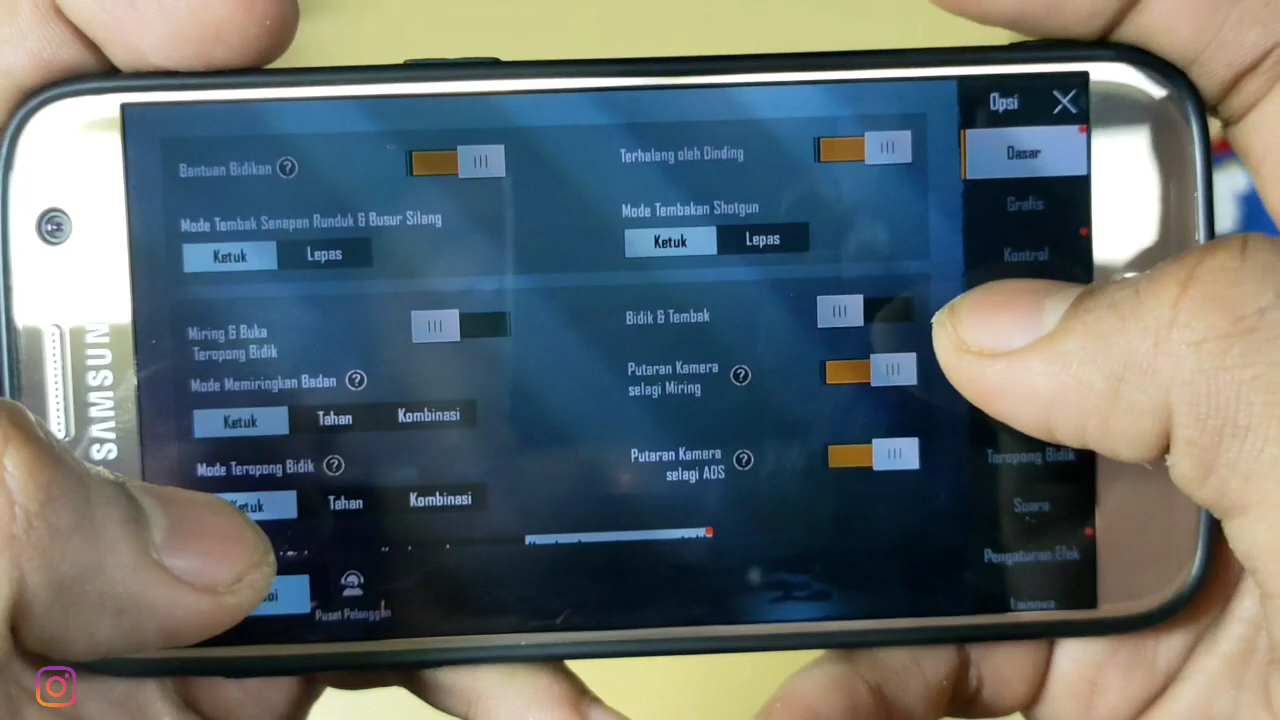 Opsi
Bantuan Bidikan ?
Terhalang oleh Dinding
Dasar
Mode Tembak Senapan Runduk & Busur Silang
Mode Tembakan Shotgun
Grafis
Ketuk Lepas
Ketuk Lepas
Kontrol
Miring & Buka
Teropong Bidik
Bidik & Tembak
Mode Memiringkan Badan ?
Putaran Kamera
selagi Miring ?
Ketuk Tahan Kombinasi
Mode Teropong Bidik ?
Putaran Kamera
selagi ADS ?
Teropong Bidik
Tahan Kombinasi
Suara
Pengaturan Efek
Pusat Pelanggan
Lainnya
SAMSUNG